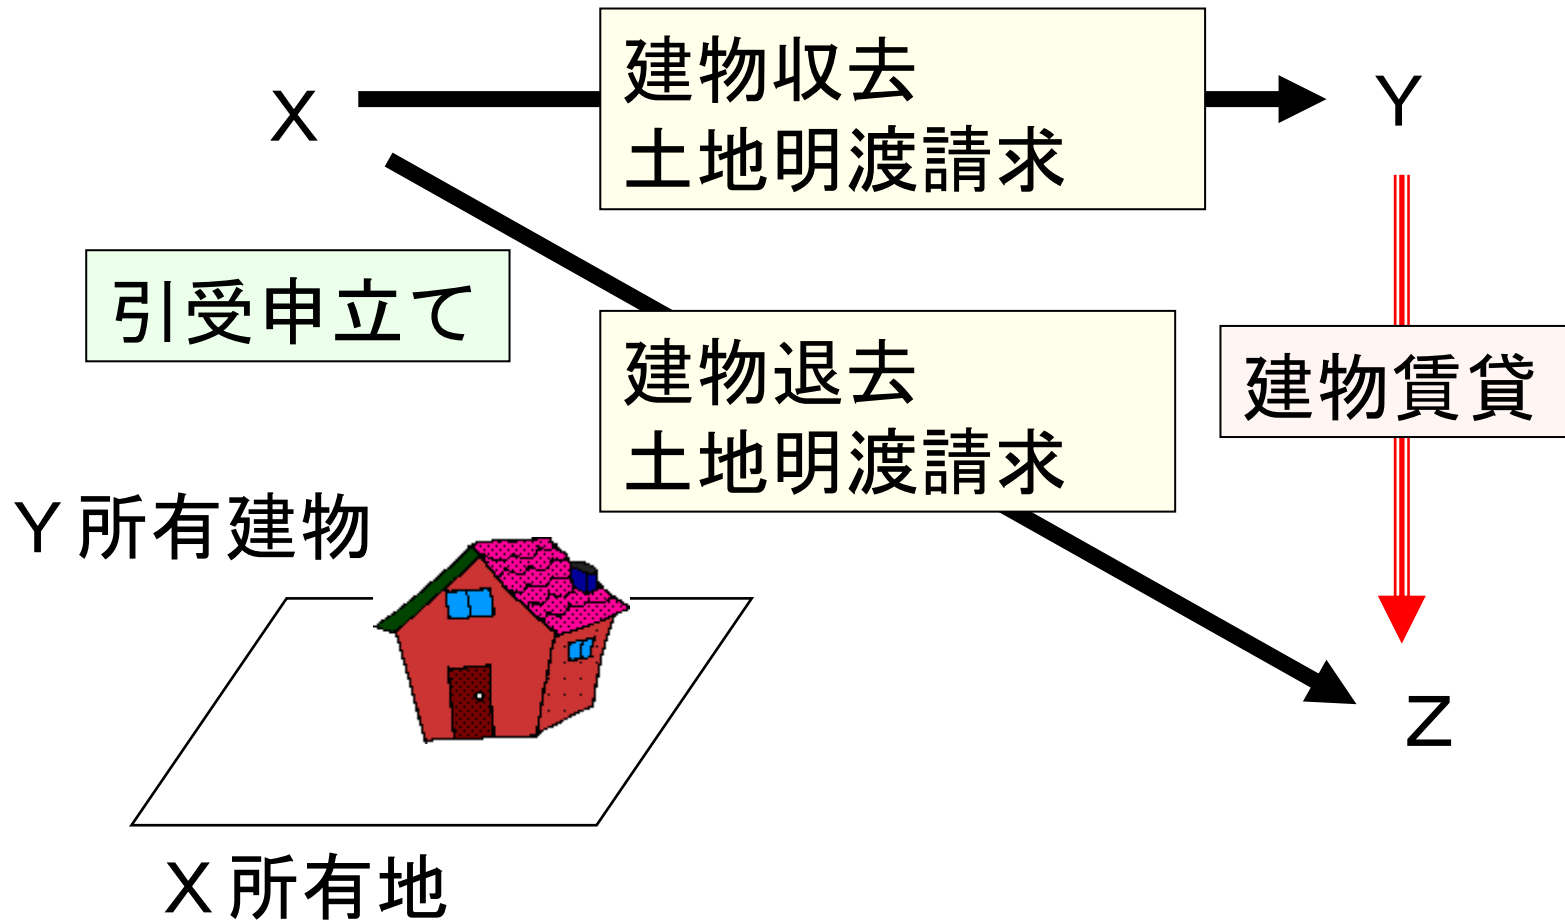 X
建物収去
土地明渡請求
Y
引受申立て
建物退去
土地明渡請求
建物賃貸
Y所有建物
Z
X所有地